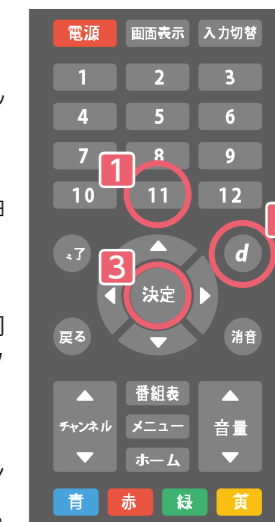 電源 画面表示 入力切替
1 2 3
4 5 6
7 8 9
1
10 11 12
d
3
決定
戻る 消音
番組表
チャンネル メニュー 音量
ホーム
青 赤 緑 黄